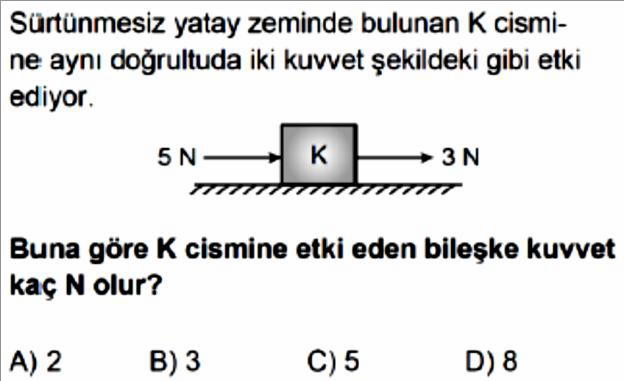 Sürtünmesiz yatay zeminde bulunan K cismi-
ne aynı doğrultuda iki kuvvet şekildeki gibi etki
ediyor.
5 N K 3 N
Buna göre K cismine etki eden bileşke kuvvet
kaç N olur?
A) 2 B) 3 C) 5 D) 8